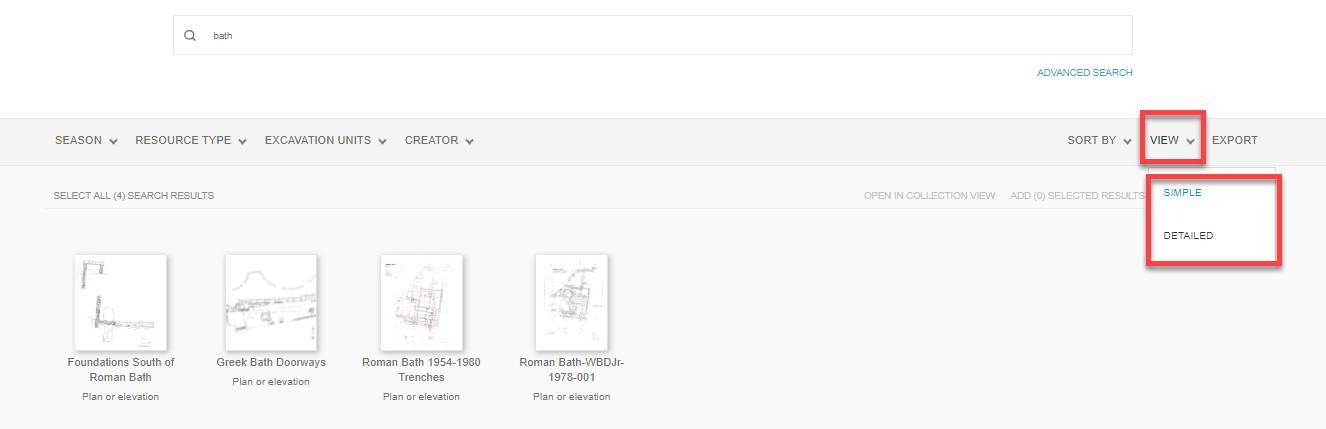 bath
ADVANCED SEARCH
SEASON RESOURCE TYPE EXCAVATION UNITS CREATOR SORT BY VIEW EXPORT
SELECT ALL (4) SEARCH RESULTS OPEN IN COLLECTION VIEW ADD (0) SELECTED RESULTS
SIMPLE
DETAILED
Foundations South of
Roman Bath
Plan or elevation
Greek Bath Doorways
Plan or elevation
Roman Bath 1954-1980
Trenches
Plan or elevation
Roman Bath-WBDJr-
1978-001
Plan or elevation